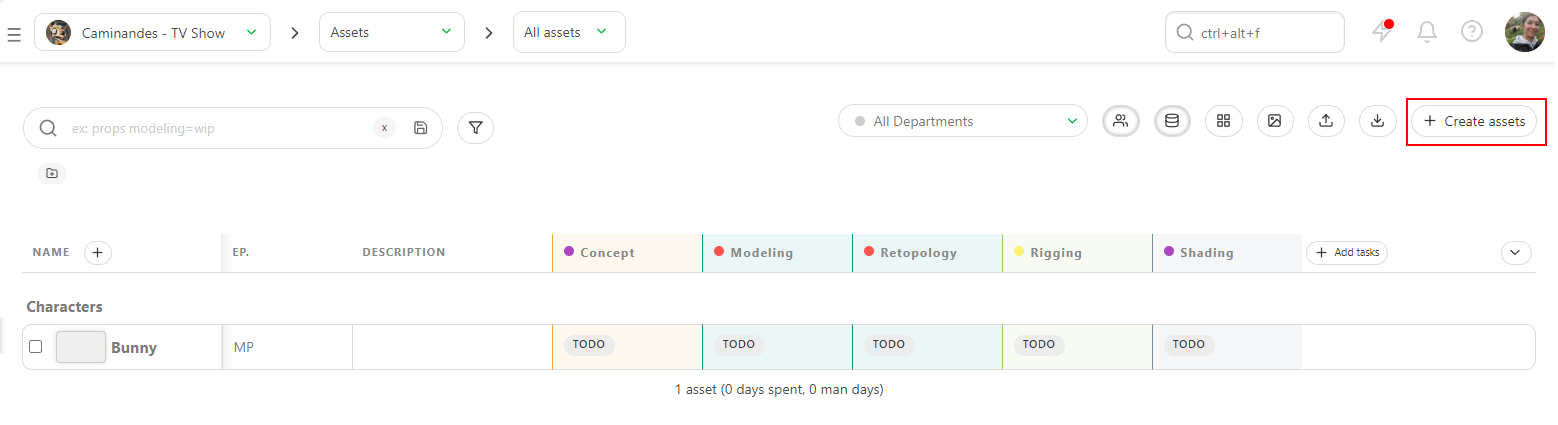 Caminandes - TV Show Assets All assets ctrl+alt+f
ex: props modeling=wip x All Departments + Create assets
NAME + EP. DESCRIPTION Concept Modeling Retopology Rigging Shading + Add tasks
Characters
Bunny MP TODO TODO TODO TODO TODO
1 asset (0 days spent, 0 man days)